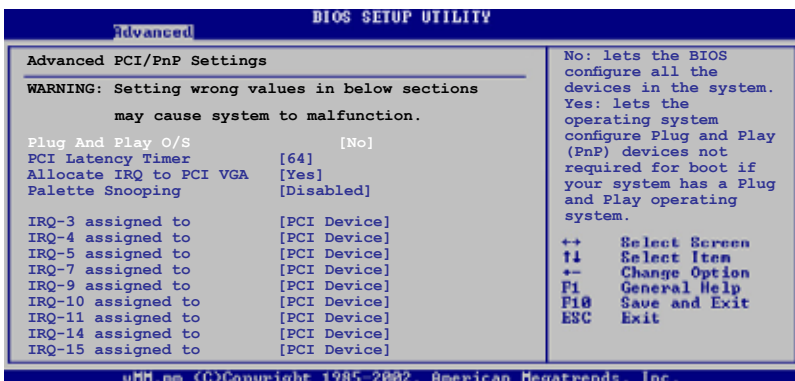 BIOS SETUP UTILITY
Advanced
Advanced PCI/PnP Settings
WARNING: Setting wrong values in below sections
may cause system to malfunction.
Plug And Play O/S [No]
PCI Latency Timer [64]
Allocate IRQ to PCI VGA [Yes]
Palette Snooping [Disabled]
IRQ-3 assigned to [PCI Device]
IRQ-4 assigned to [PCI Device]
IRQ-5 assigned to [PCI Device]
IRQ-7 assigned to [PCI Device]
IRQ-9 assigned to [PCI Device]
IRQ-10 assigned to [PCI Device]
IRQ-11 assigned to [PCI Device]
IRQ-14 assigned to [PCI Device]
IRQ-15 assigned to [PCI Device]
No: lets the BIOS
configure all the
devices in the system.
Yes: lets the
operating system
configure Plug and Play
(PnP) devices not
required for boot if
your system has a Plug
and Play operating
system.
↔ Select Screen
↑↓ Select Item
+- Change Option
F1 General Help
F10 Save and Exit
ESC Exit
vMM.mm (C)Copyright 1985-2002, American Megatrends, Inc.